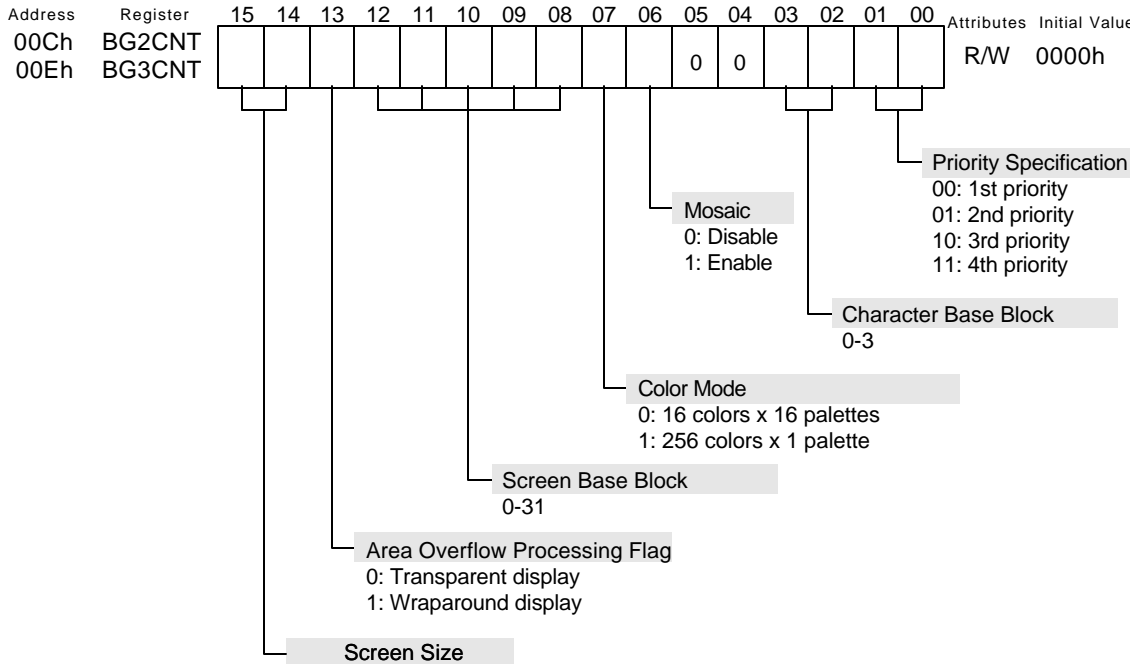 Address Register 15 14 13 12 11 10 09 08 07 06 05 04 03 02 01 00 Attributes Initial Value
00Ch BG2CNT
00Eh BG3CNT
0 0
R/W 0000h
Priority Specification
00: 1st priority
01: 2nd priority
10: 3rd priority
11: 4th priority
Mosaic
0: Disable
1: Enable
Character Base Block
0-3
Color Mode
0: 16 colors x 16 palettes
1: 256 colors x 1 palette
Screen Base Block
0-31
Area Overflow Processing Flag
0: Transparent display
1: Wraparound display
Screen Size